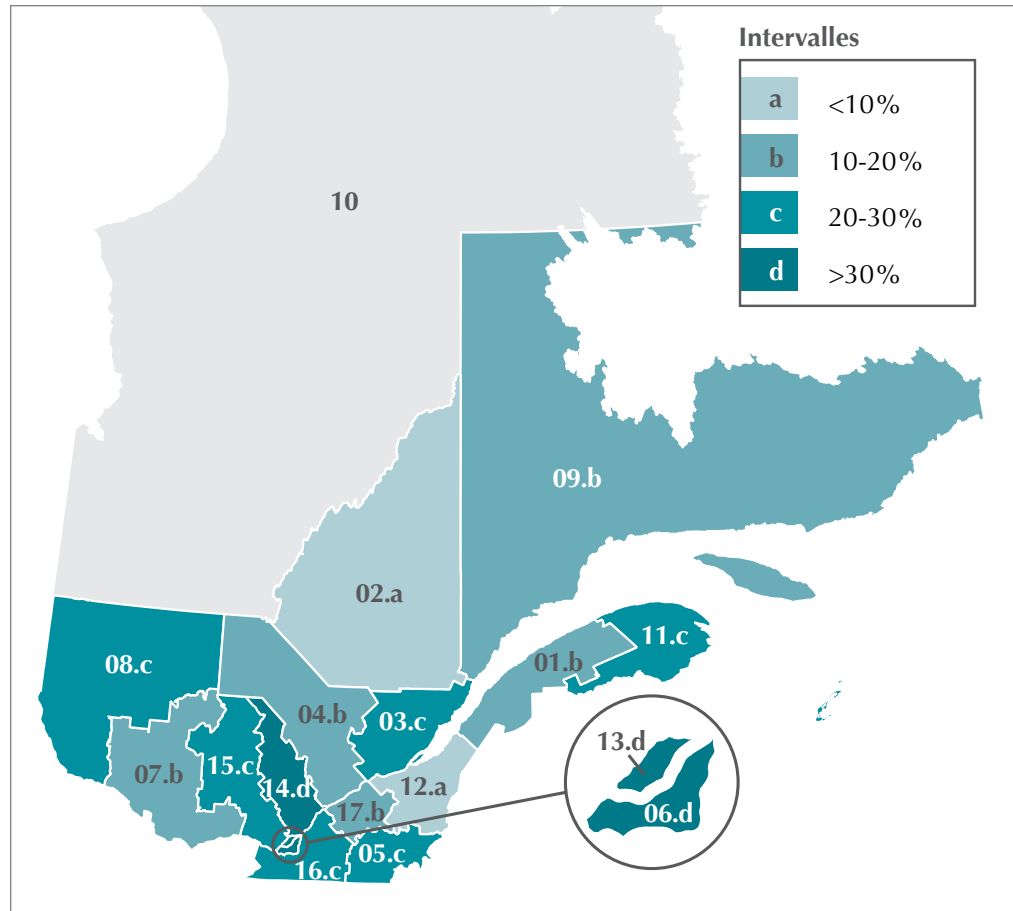 Intervalles
a <10%
b 10-20%
c 20-30%
d >30%
10
09.b
02.a
11.c
01.b
08.c
04.b
03.c
13.d
15.c
07.b
14.d
12.a
17.b
06.d
05.c
16.c